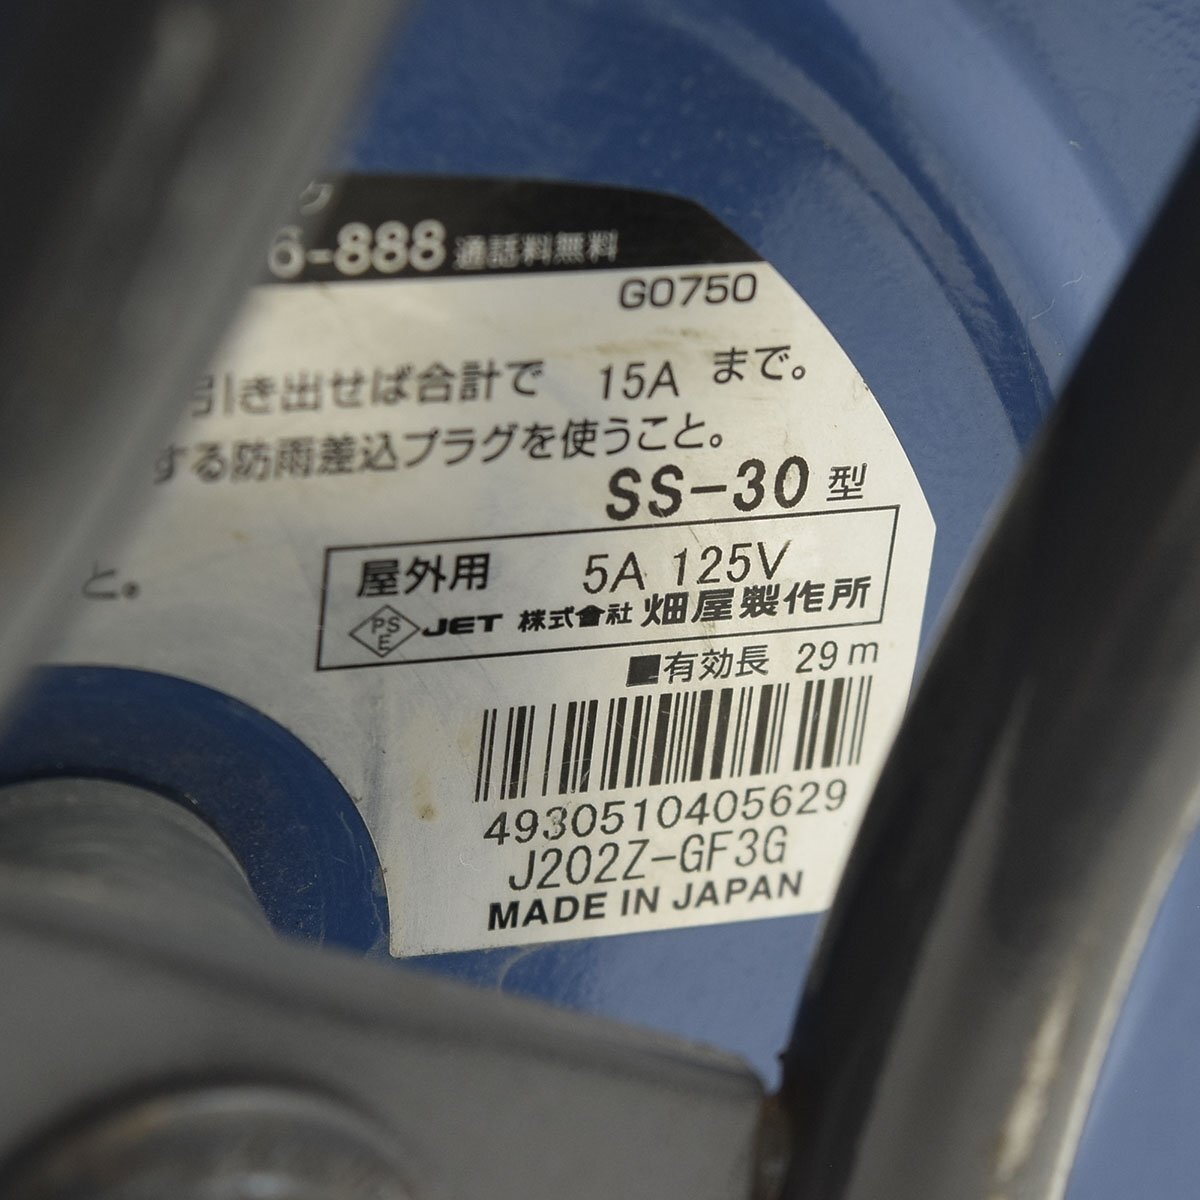 6-888 通話料無料
G0750
引き出せば合計で 15A まで。
する防雨差込プラグを使うこと。
SS-30 型
と。
屋外用 5A 125V
PSE JET 株式會社 畑屋製作所
■有効長 29m
4930510405629
J202Z-GF3G
MADE IN JAPAN